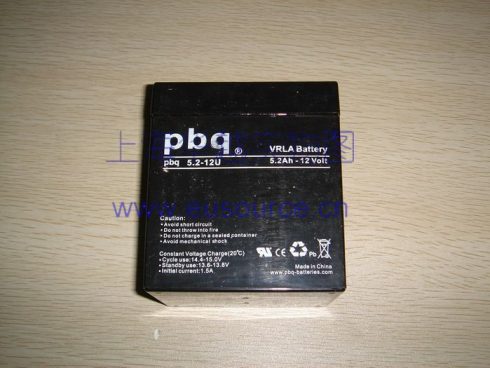 pbq®
VRLA Battery
pbq 5.2-12U
5.2Ah - 12 Volt
www.eusource.cn
Caution:
• Avoid short circuit
• Do not throw into fire
• Do not charge in a sealed container
• Avoid mechanical shock
Constant Voltage Charge(20°C)
• Cycle use: 14.4-15.0V
• Standby use: 13.6-13.8V
• Initial current: 1.5A
Pb
Made in China
www.pbq-batteries.com